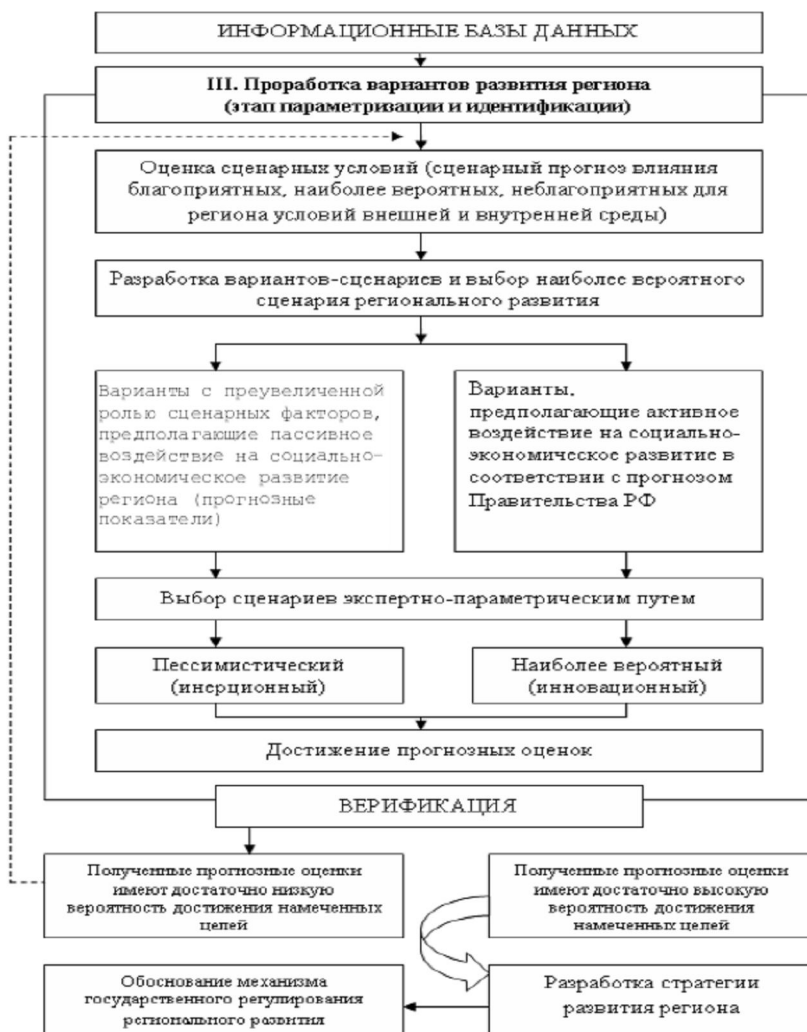 ИНФОРМАЦИОННЫЕ БАЗЫ ДАННЫХ
III. Проработка вариантов развития региона
(этап параметризации и идентификации)
Оценка сценарных условий (сценарный прогноз влияния
благоприятных, наиболее вероятных, неблагоприятных для
региона условий внешней и внутренней среды)
Разработка вариантов-сценариев и выбор наиболее вероятного
сценария регионального развития
Варианты с преувеличенной
ролью сценарных факторов,
предполагающие пассивное
воздействие на социально-
экономическое развитие
региона (прогнозные
показатели)
Варианты,
предполагающие активное
воздействие на социально-
экономическое развитие в
соответствии с прогнозом
Правительства РФ
Выбор сценариев экспертно-параметрическим путем
Пессимистический
(инерционный)
Наиболее вероятный
(инновационный)
Достижение прогнозных оценок
ВЕРИФИКАЦИЯ
Полученные прогнозные оценки
имеют достаточно низкую
вероятность достижения намеченных
целей
Полученные прогнозные оценки
имеют достаточно высокую
вероятность достижения
намеченных целей
Обоснование механизма
государственного регулирования
регионального развития
Разработка стратегии
развития региона